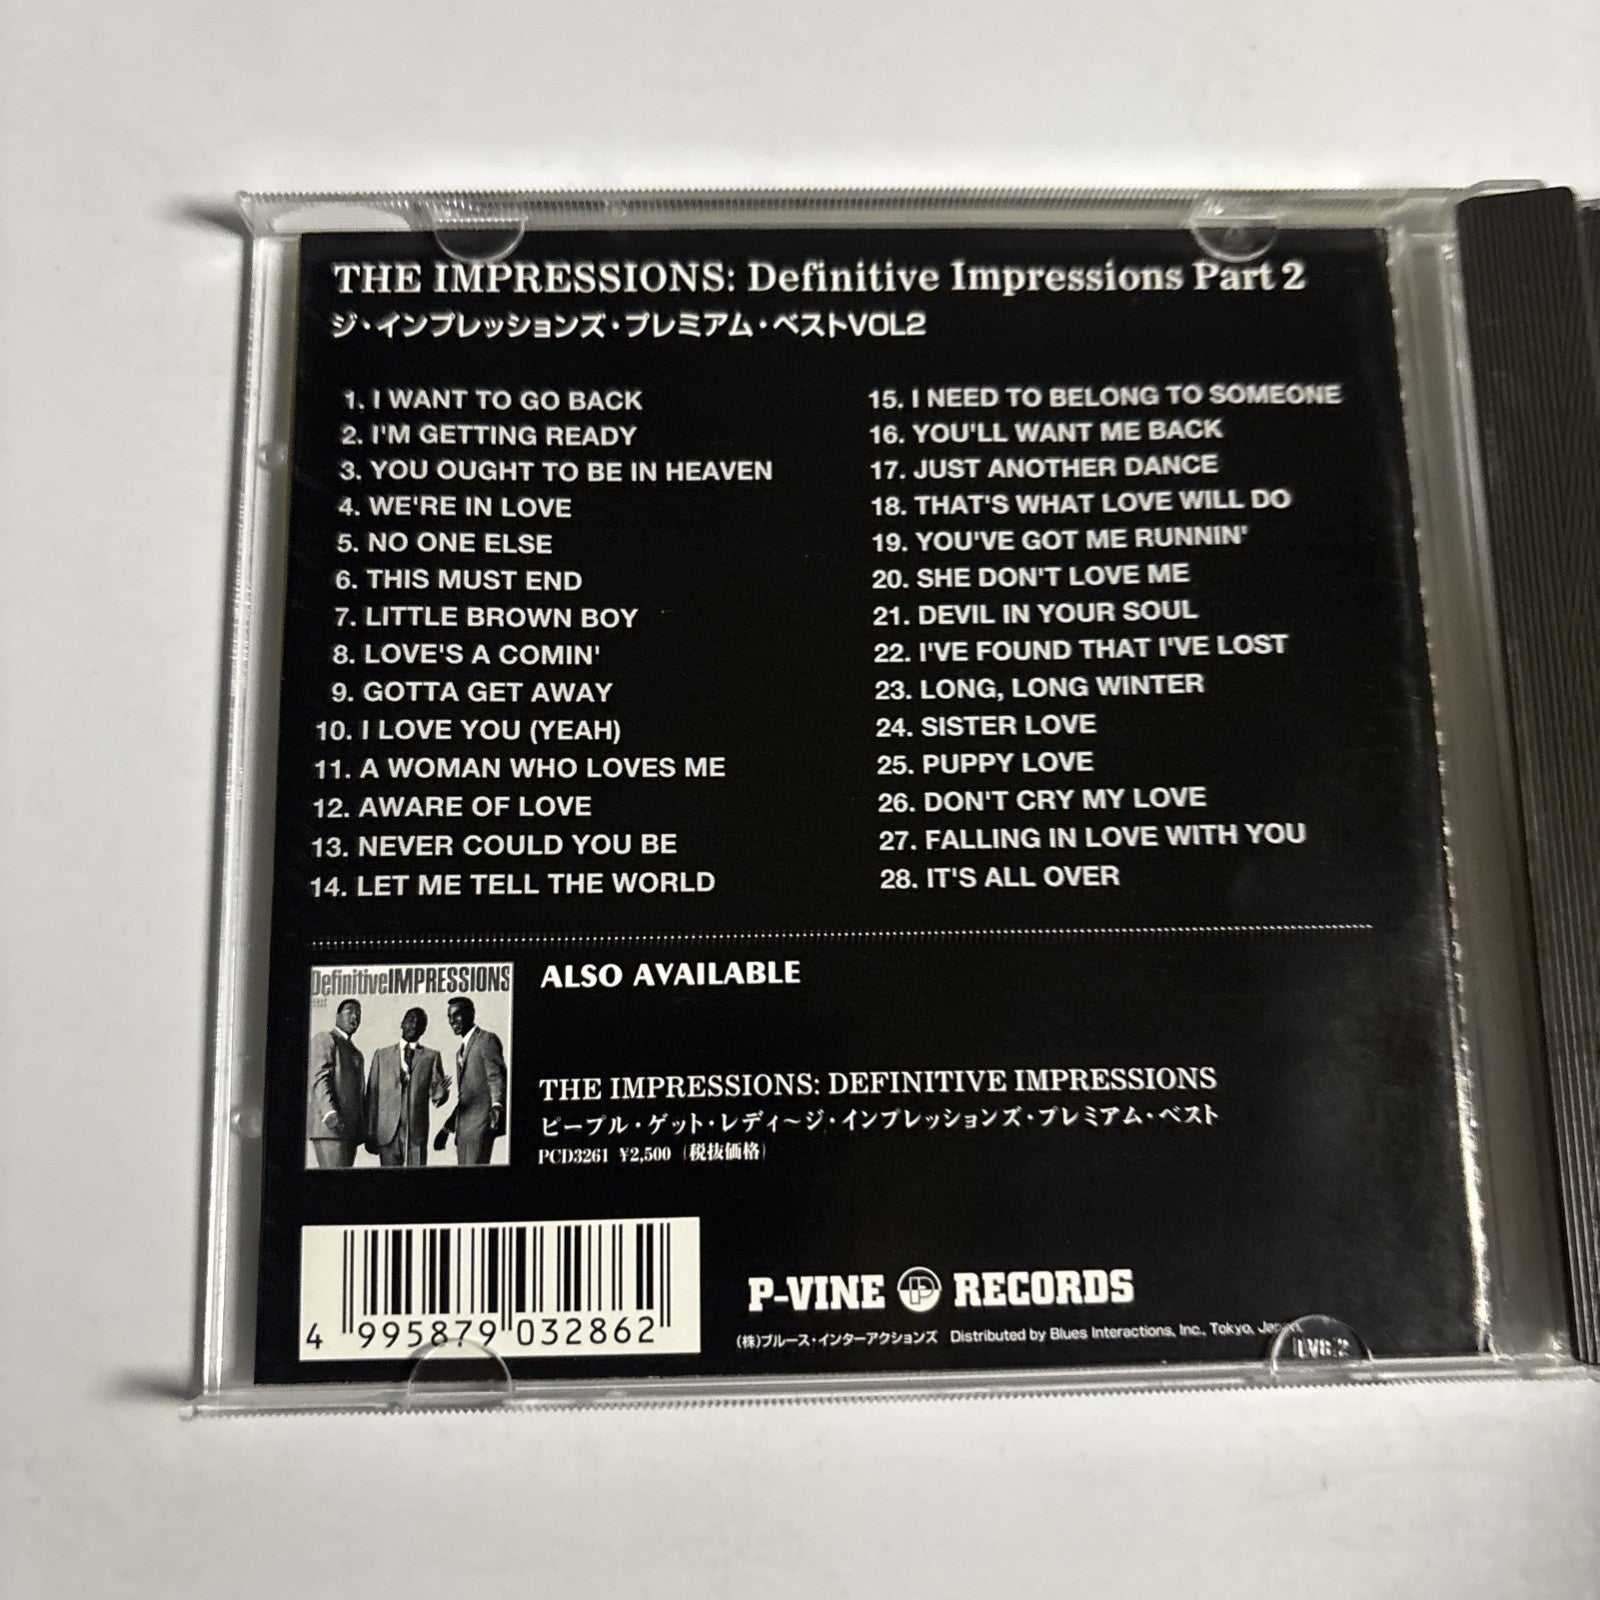 THE IMPRESSIONS: Definitive Impressions Part 2
ジ・インプレッションズ・プレミアム・ベストVOL2
1. I WANT TO GO BACK
2. I'M GETTING READY
3. YOU OUGHT TO BE IN HEAVEN
4. WE'RE IN LOVE
5. NO ONE ELSE
6. THIS MUST END
7. LITTLE BROWN BOY
8. LOVE'S A COMIN'
9. GOTTA GET AWAY
10. I LOVE YOU (YEAH)
11. A WOMAN WHO LOVES ME
12. AWARE OF LOVE
13. NEVER COULD YOU BE
14. LET ME TELL THE WORLD
15. I NEED TO BELONG TO SOMEONE
16. YOU'LL WANT ME BACK
17. JUST ANOTHER DANCE
18. THAT'S WHAT LOVE WILL DO
19. YOU'VE GOT ME RUNNIN'
20. SHE DON'T LOVE ME
21. DEVIL IN YOUR SOUL
22. I'VE FOUND THAT I'VE LOST
23. LONG, LONG WINTER
24. SISTER LOVE
25. PUPPY LOVE
26. DON'T CRY MY LOVE
27. FALLING IN LOVE WITH YOU
28. IT'S ALL OVER
Definitive IMPRESSIONS
ALSO AVAILABLE
THE IMPRESSIONS: DEFINITIVE IMPRESSIONS
ピープル・ゲット・レディ〜ジ・インプレッションズ・プレミアム・ベスト
PCD3261 ¥2,500 (税抜価格)
4 995879 032862
P-VINE P RECORDS
(株)ブルース・インターアクションズ Distributed by Blues Interactions, Inc., Tokyo,